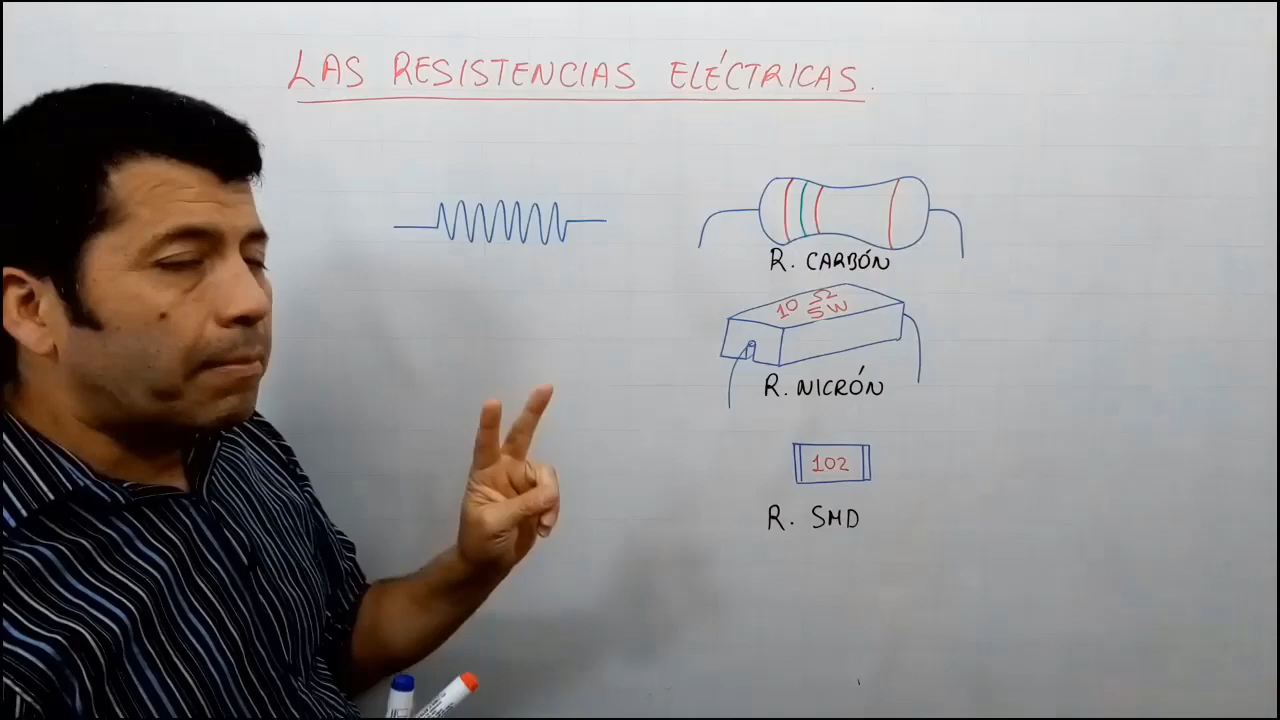 LAS RESISTENCIAS ELÉCTRICAS.
R. CARBÓN
10 Ω
5W
R. NICRÓN
102
R. SMD